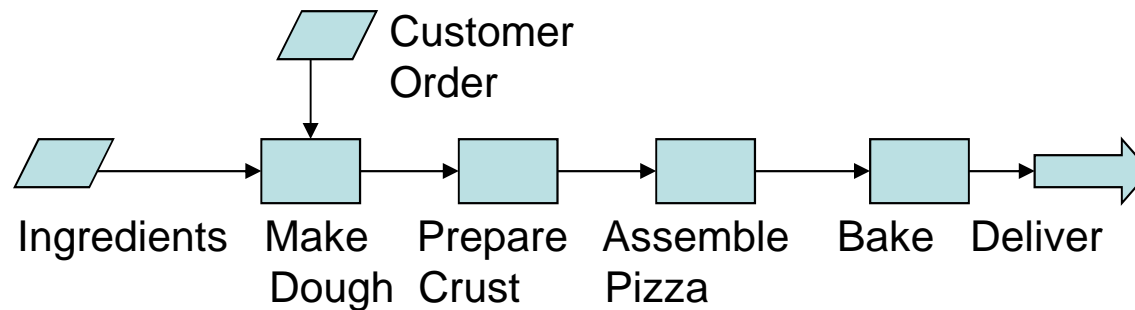 Customer
Order
Ingredients
Make
Dough
Prepare
Crust
Assemble
Pizza
Bake
Deliver